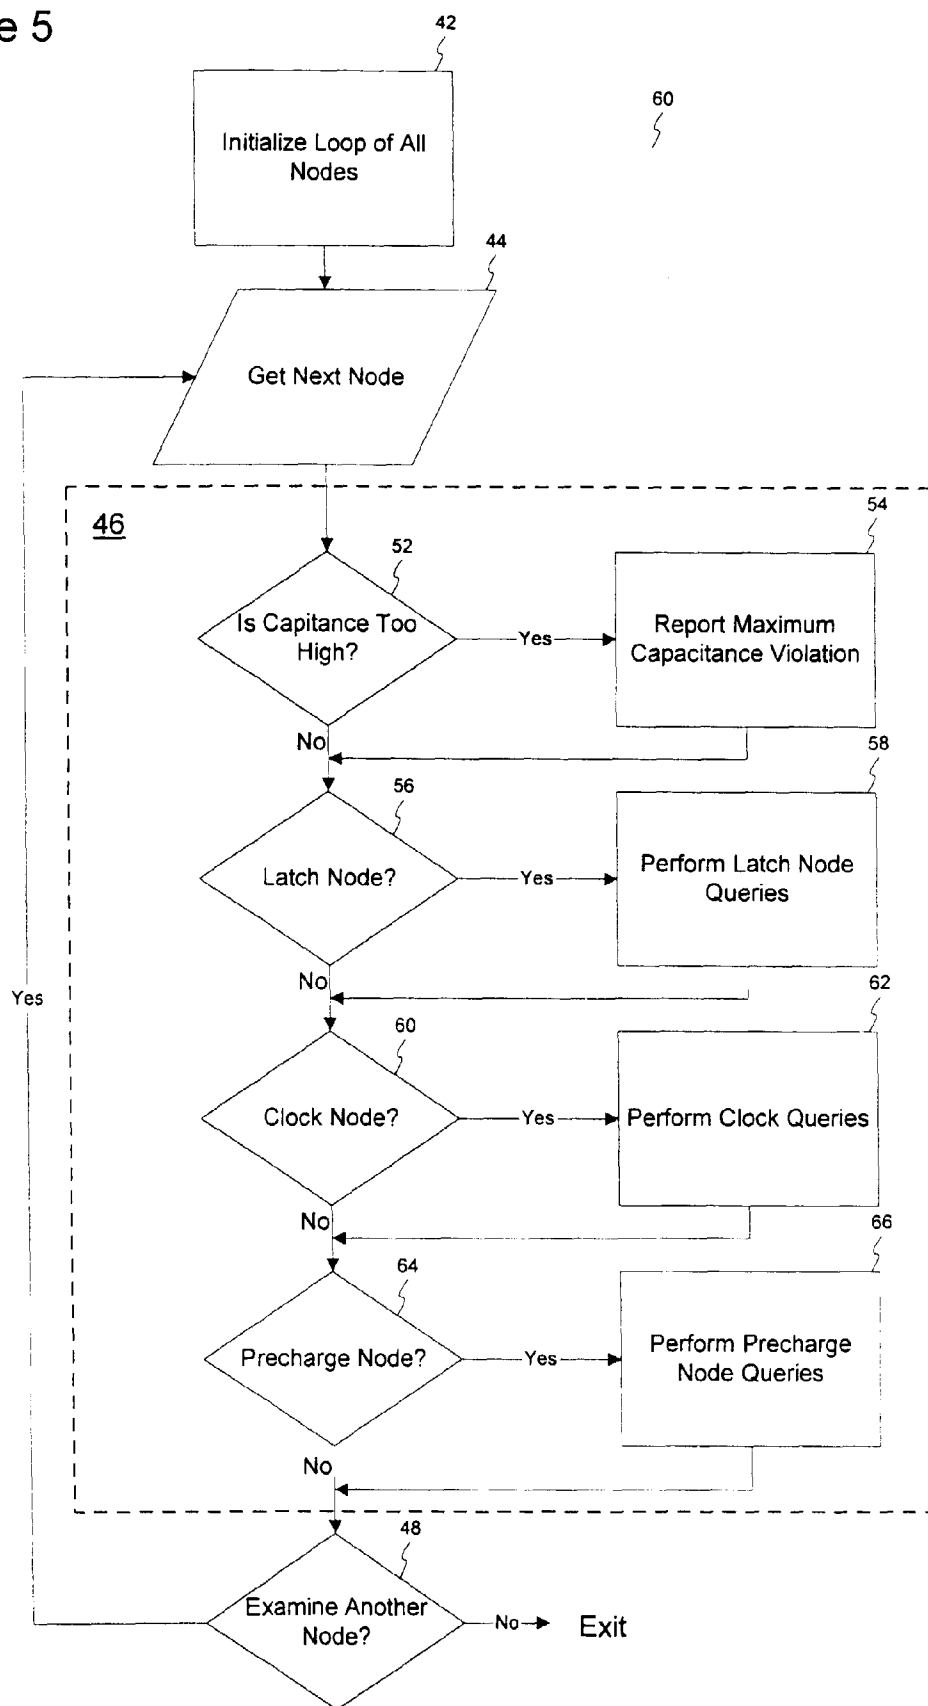 e 5
42
60
Initialize Loop of All
Nodes
44
Get Next Node
46
52
54
Is Capitance Too
High?
Yes
Report Maximum
Capacitance Violation
No
56
58
Latch Node?
Yes
Perform Latch Node
Queries
No
Yes
60
62
Clock Node?
Yes
Perform Clock Queries
No
64
66
Precharge Node?
Yes
Perform Precharge
Node Queries
No
48
Examine Another
Node?
No
Exit